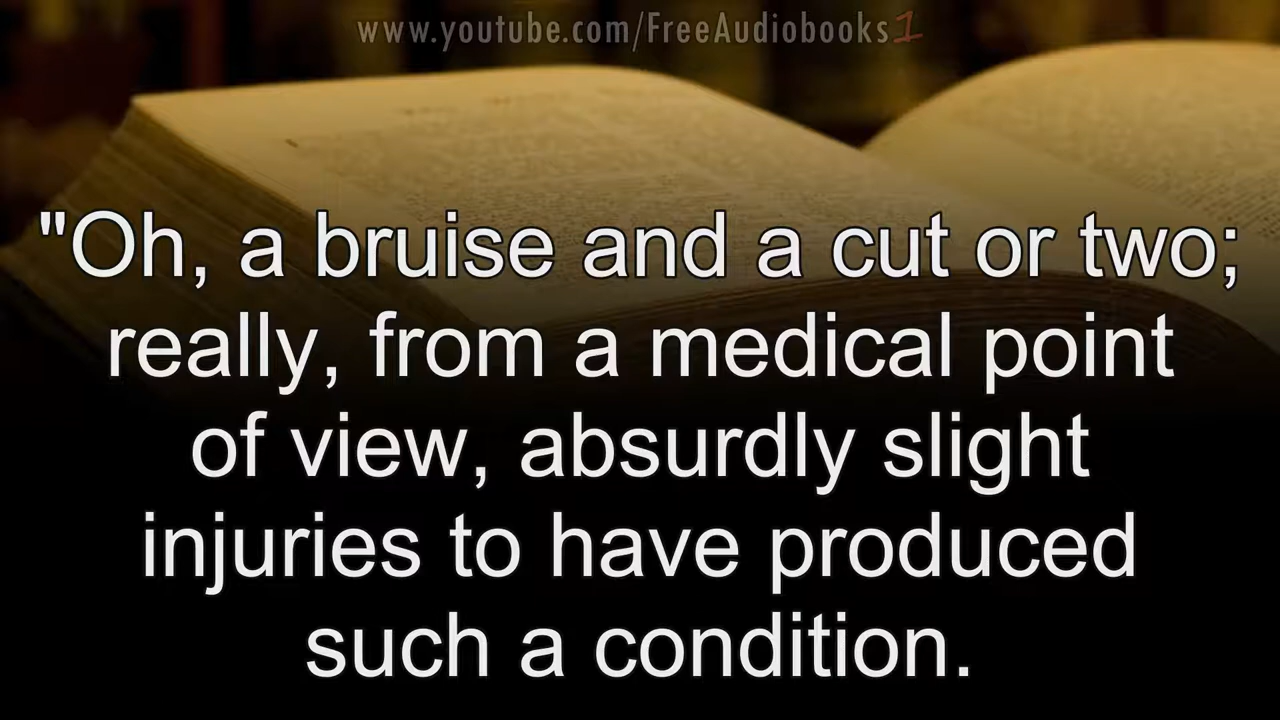 www.youtube.com/FreeAudiobooks1
"Oh, a bruise and a cut or two;
really, from a medical point
of view, absurdly slight
injuries to have produced
such a condition.